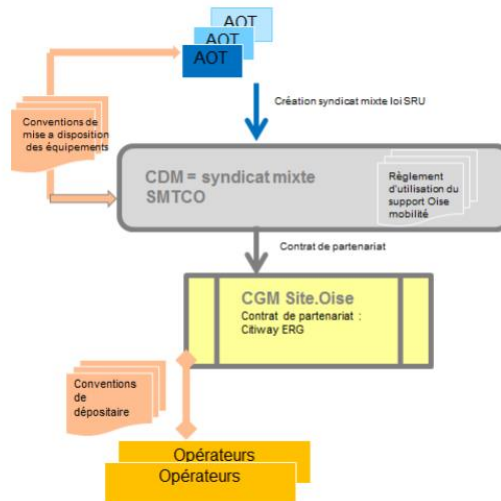 AOT
AOT
AOT
Création syndicat mixte loi SRU
Conventions de
mise a disposition
des équipements
CDM = syndicat mixte
SMTCO
Règlement
d'utilisation du
support Oise
mobilité
Contrat de partenariat
CGM Site.Oise
Contrat de partenariat :
Citiway ERG
Conventions
de
dépositaire
Opérateurs
Opérateurs